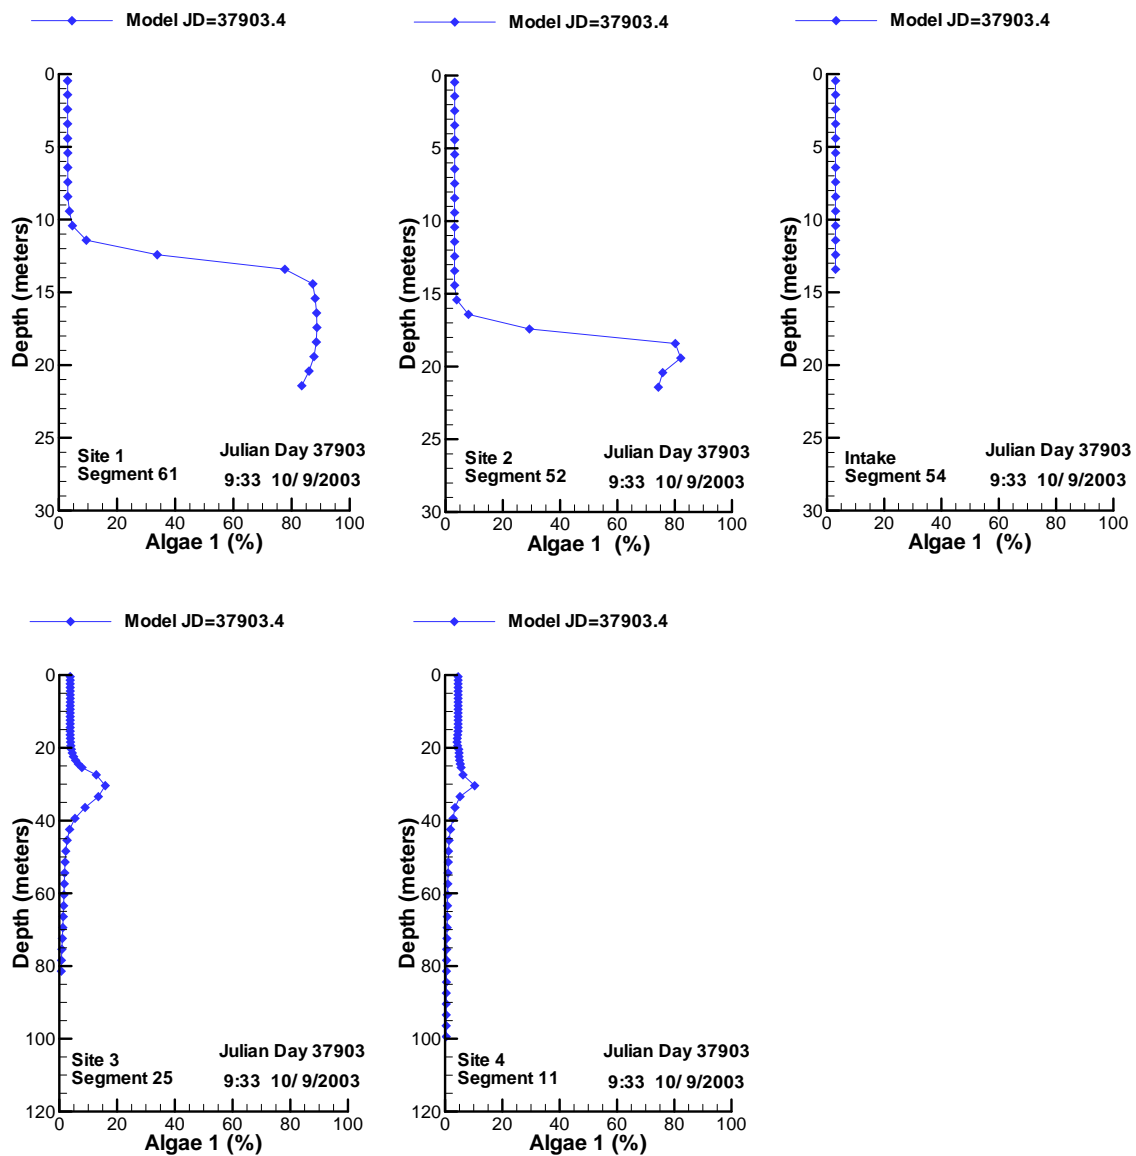 Model JD=37903.4
Model JD=37903.4
Model JD=37903.4
0
5
10
15
20
25
30
Depth (meters)
Site 1
Segment 61
Julian Day 37903
9:33 10/ 9/2003
0 20 40 60 80 100
Algae 1 (%)
0
5
10
15
20
25
30
Depth (meters)
Site 2
Segment 52
Julian Day 37903
9:33 10/ 9/2003
0 20 40 60 80 100
Algae 1 (%)
0
5
10
15
20
25
30
Depth (meters)
Intake
Segment 54
Julian Day 37903
9:33 10/ 9/2003
0 20 40 60 80 100
Algae 1 (%)
Model JD=37903.4
Model JD=37903.4
0
20
40
60
80
100
120
Depth (meters)
Site 3
Segment 25
Julian Day 37903
9:33 10/ 9/2003
0 20 40 60 80 100
Algae 1 (%)
0
20
40
60
80
100
120
Depth (meters)
Site 4
Segment 11
Julian Day 37903
9:33 10/ 9/2003
0 20 40 60 80 100
Algae 1 (%)